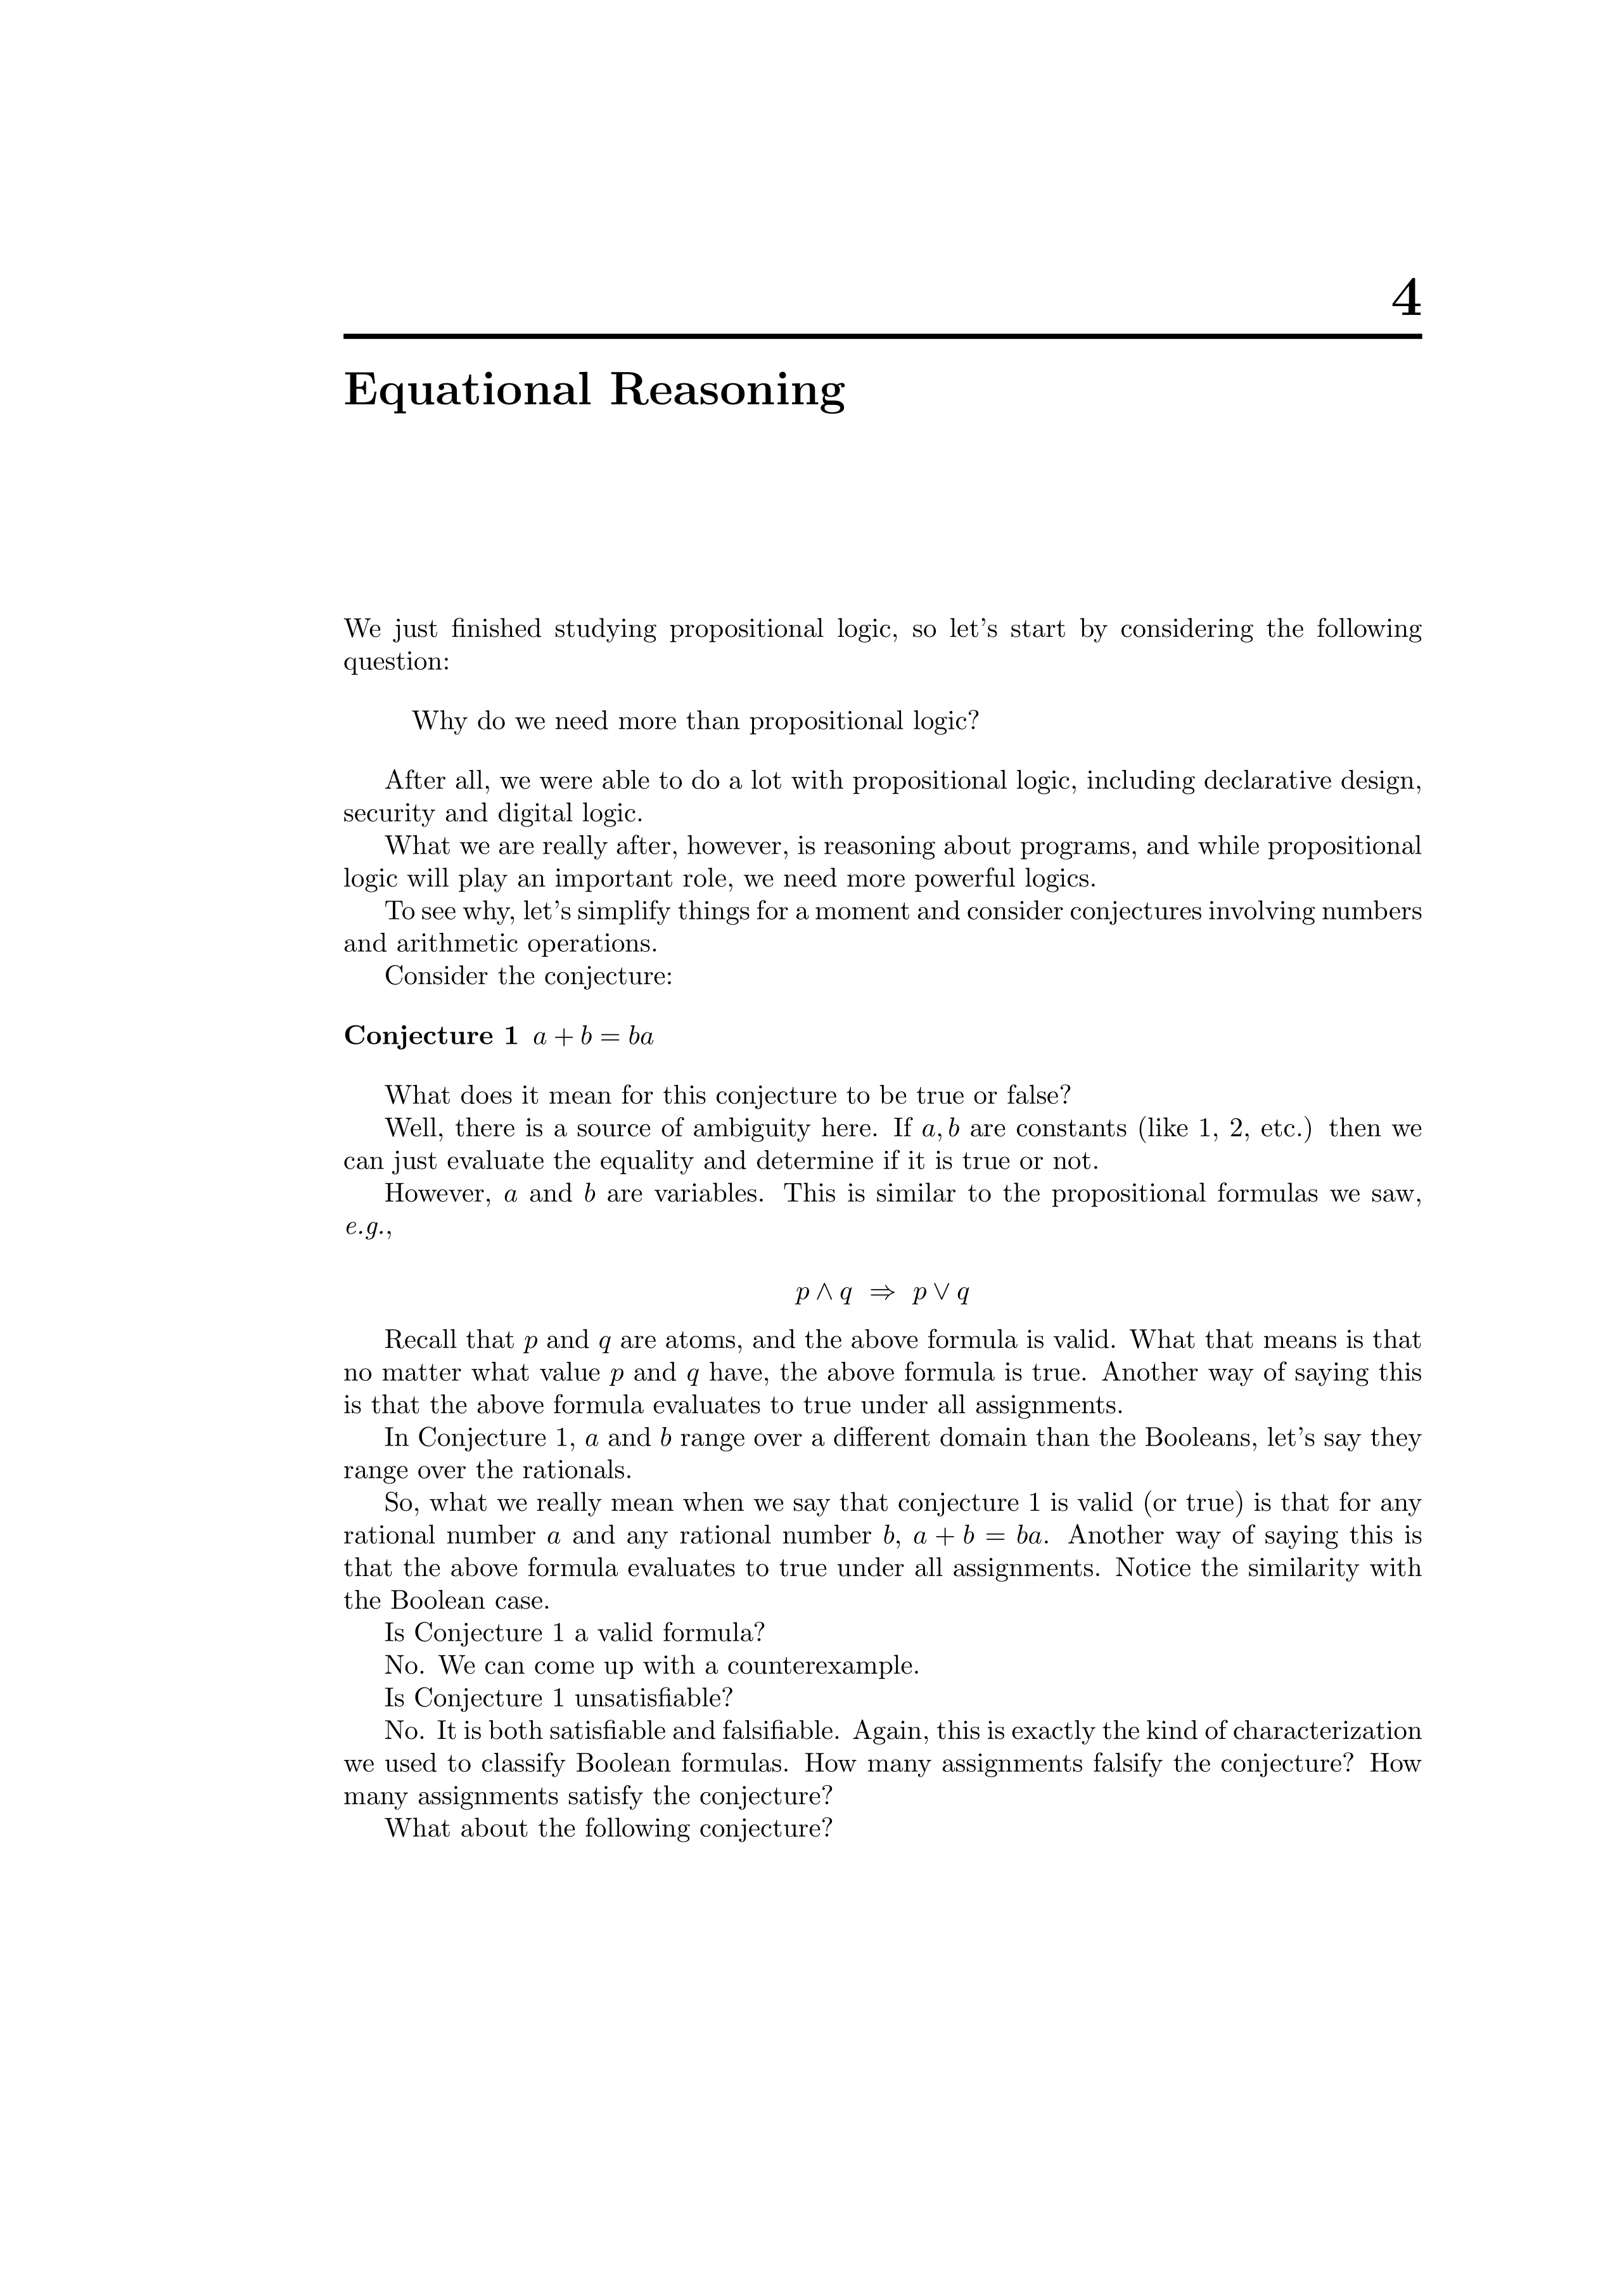 4
Equational Reasoning
We just finished studying propositional logic, so let's start by considering the following
question:
Why do we need more than propositional logic?
After all, we were able to do a lot with propositional logic, including declarative design,
security and digital logic.
What we are really after, however, is reasoning about programs, and while propositional
logic will play an important role, we need more powerful logics.
To see why, let's simplify things for a moment and consider conjectures involving numbers
and arithmetic operations.
Consider the conjecture:
Conjecture 1 a + b = ba
What does it mean for this conjecture to be true or false?
Well, there is a source of ambiguity here. If a, b are constants (like 1, 2, etc.) then we
can just evaluate the equality and determine if it is true or not.
However, a and b are variables. This is similar to the propositional formulas we saw,
e.g.,
p ∧ q ⇒ p ∨ q
Recall that p and q are atoms, and the above formula is valid. What that means is that
no matter what value p and q have, the above formula is true. Another way of saying this
is that the above formula evaluates to true under all assignments.
In Conjecture 1, a and b range over a different domain than the Booleans, let's say they
range over the rationals.
So, what we really mean when we say that conjecture 1 is valid (or true) is that for any
rational number a and any rational number b, a + b = ba. Another way of saying this is
that the above formula evaluates to true under all assignments. Notice the similarity with
the Boolean case.
Is Conjecture 1 a valid formula?
No. We can come up with a counterexample.
Is Conjecture 1 unsatisfiable?
No. It is both satisfiable and falsifiable. Again, this is exactly the kind of characterization
we used to classify Boolean formulas. How many assignments falsify the conjecture? How
many assignments satisfy the conjecture?
What about the following conjecture?